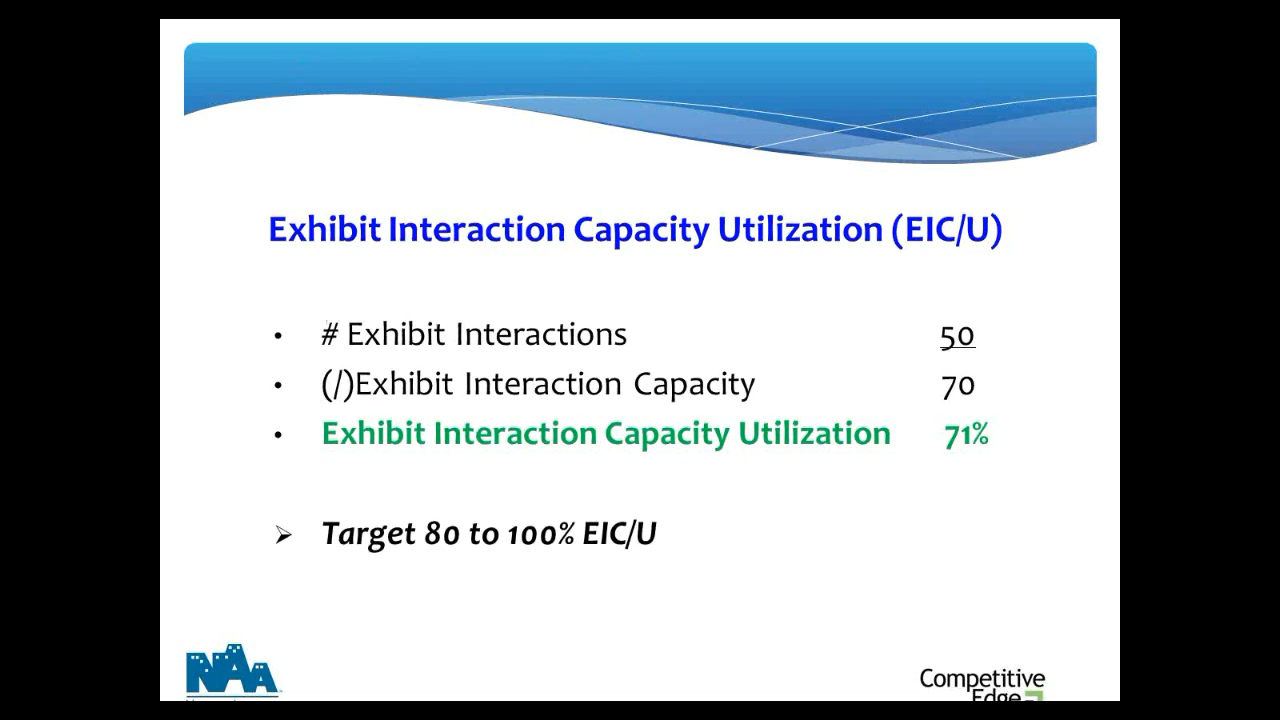 Exhibit Interaction Capacity Utilization (EIC/U)
• # Exhibit Interactions 50
• (/)Exhibit Interaction Capacity 70
• Exhibit Interaction Capacity Utilization 71%
➢ Target 80 to 100% EIC/U
NAA
Competitive
Edge